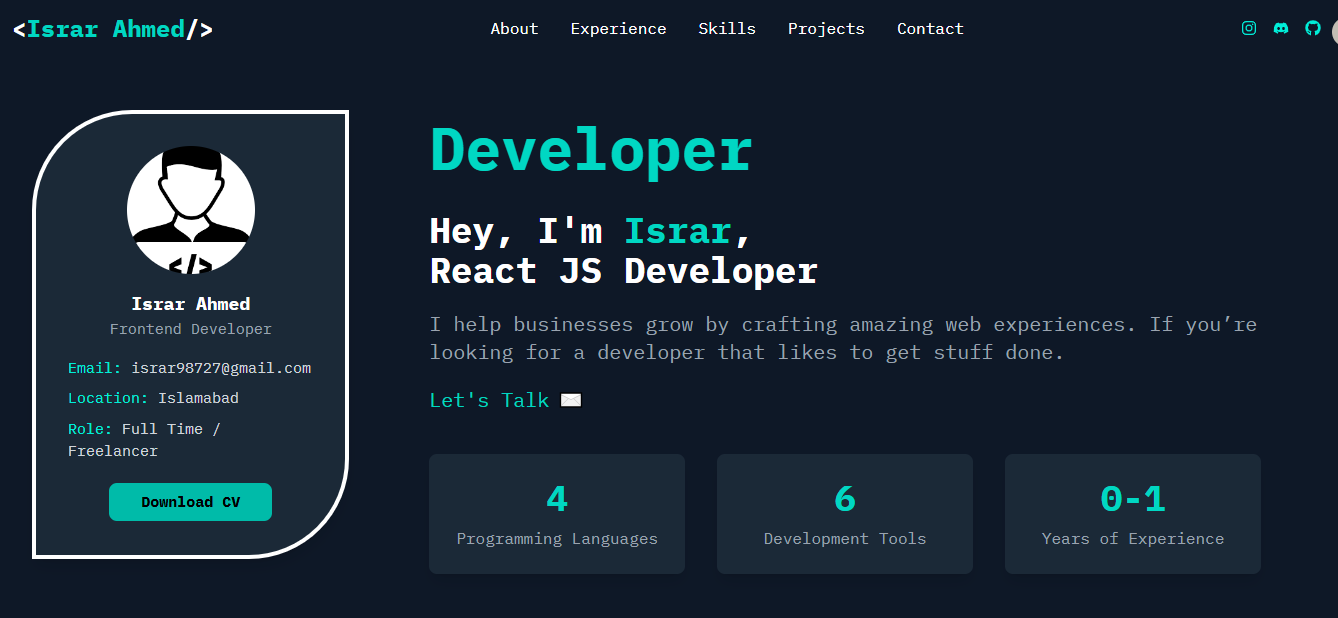 <Israr Ahmed/>
About Experience Skills Projects Contact
</>
Israr Ahmed
Frontend Developer
Email: israr98727@gmail.com
Location: Islamabad
Role: Full Time /
Freelancer
Download CV
Developer
Hey, I'm Israr,
React JS Developer
I help businesses grow by crafting amazing web experiences. If you’re
looking for a developer that likes to get stuff done.
Let's Talk ✉️
4
Programming Languages
6
Development Tools
0-1
Years of Experience